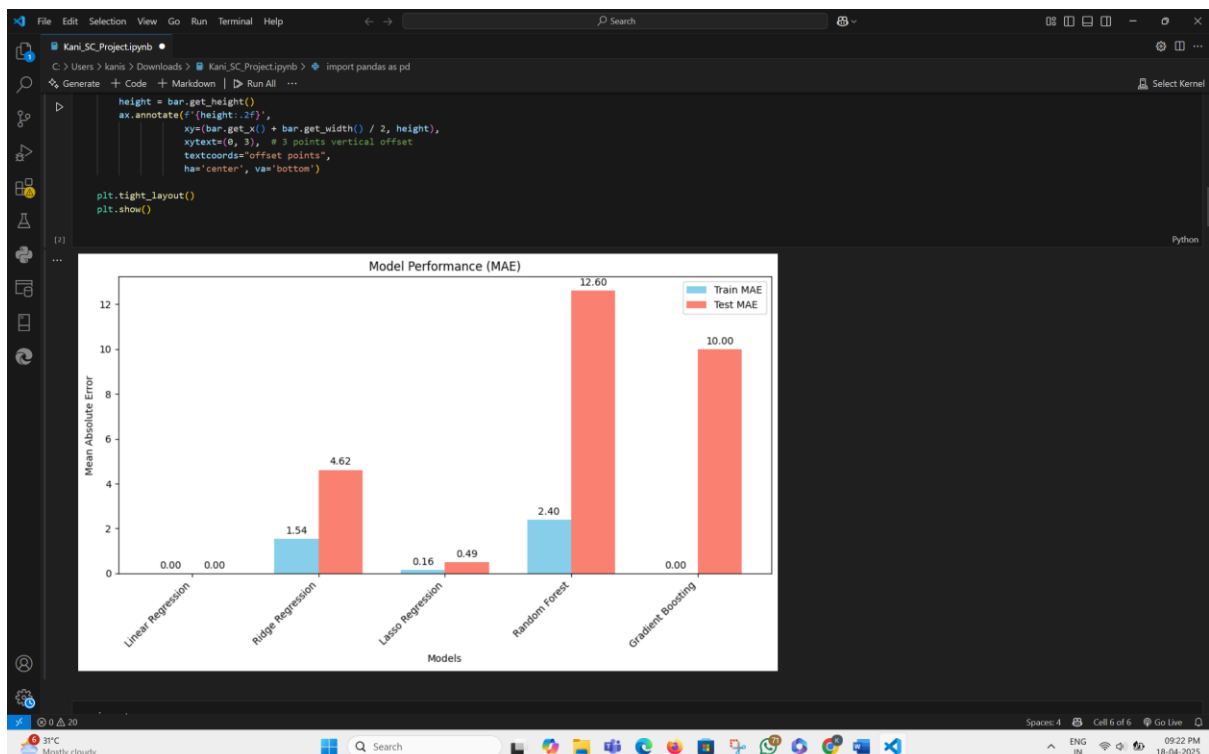 File Edit Selection View Go Run Terminal Help
Search
Kani_SC_Project.ipynb
C: > Users > kanis > Downloads > Kani_SC_Project.ipynb > import pandas as pd
Generate + Code + Markdown | Run All ...
Select Kernel
height = bar.get_height()
ax.annotate(f'{height:.2f}',
xy=(bar.get_x() + bar.get_width() / 2, height),
xytext=(0, 3), # 3 points vertical offset
textcoords="offset points",
ha='center', va='bottom')
plt.tight_layout()
plt.show()
[2]
Python
...
Model Performance (MAE)
12.60
Train MAE
Test MAE
12
10
8
6
4
2
0
Mean Absolute Error
10.00
4.62
2.40
1.54
0.00 0.00
0.16 0.49
0.00
Linear Regression
Ridge Regression
Lasso Regression
Random Forest
Gradient Boosting
Models
0 20
Spaces: 4 Cell 6 of 6 Go Live
6
31°C
Mostly cloudy
Search
71
ENG
IN
09:22 PM
18-04-2025